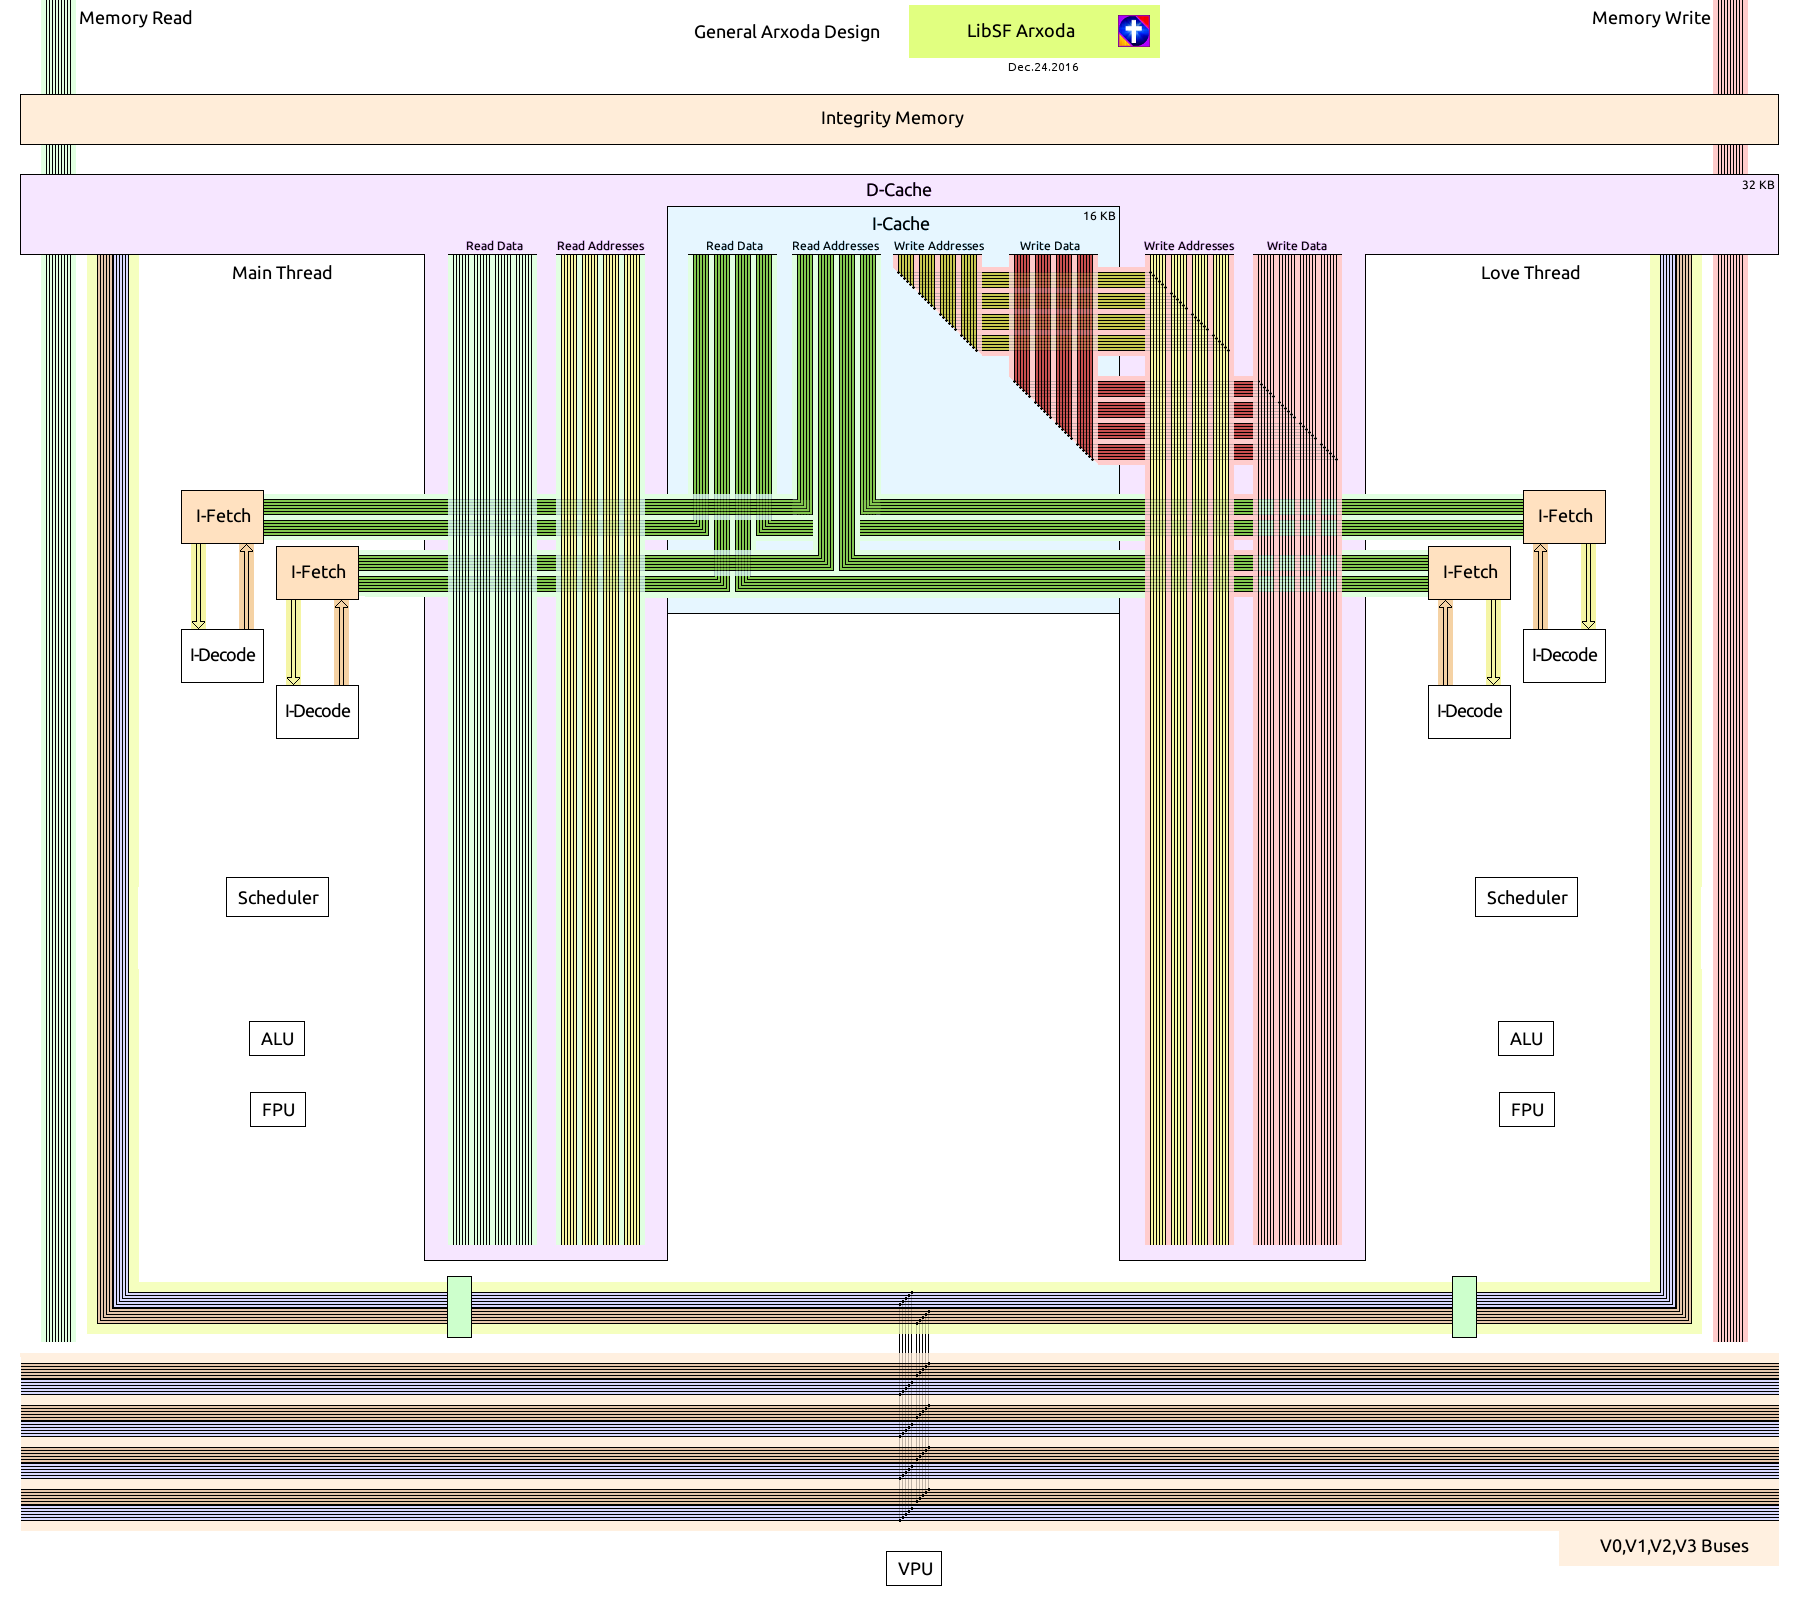 Memory Read
General Arxoda Design
LibSF Arxoda
Memory Write
Dec.24.2016
Integrity Memory
D-Cache
32 KB
I-Cache
16 KB
Read Data
Read Addresses
Read Data
Read Addresses
Write Addresses
Write Data
Write Addresses
Write Data
Main Thread
Love Thread
I-Fetch
I-Fetch
I-Fetch
I-Fetch
I-Decode
I-Decode
I-Decode
I-Decode
Scheduler
Scheduler
ALU
ALU
FPU
FPU
V0,V1,V2,V3 Buses
VPU